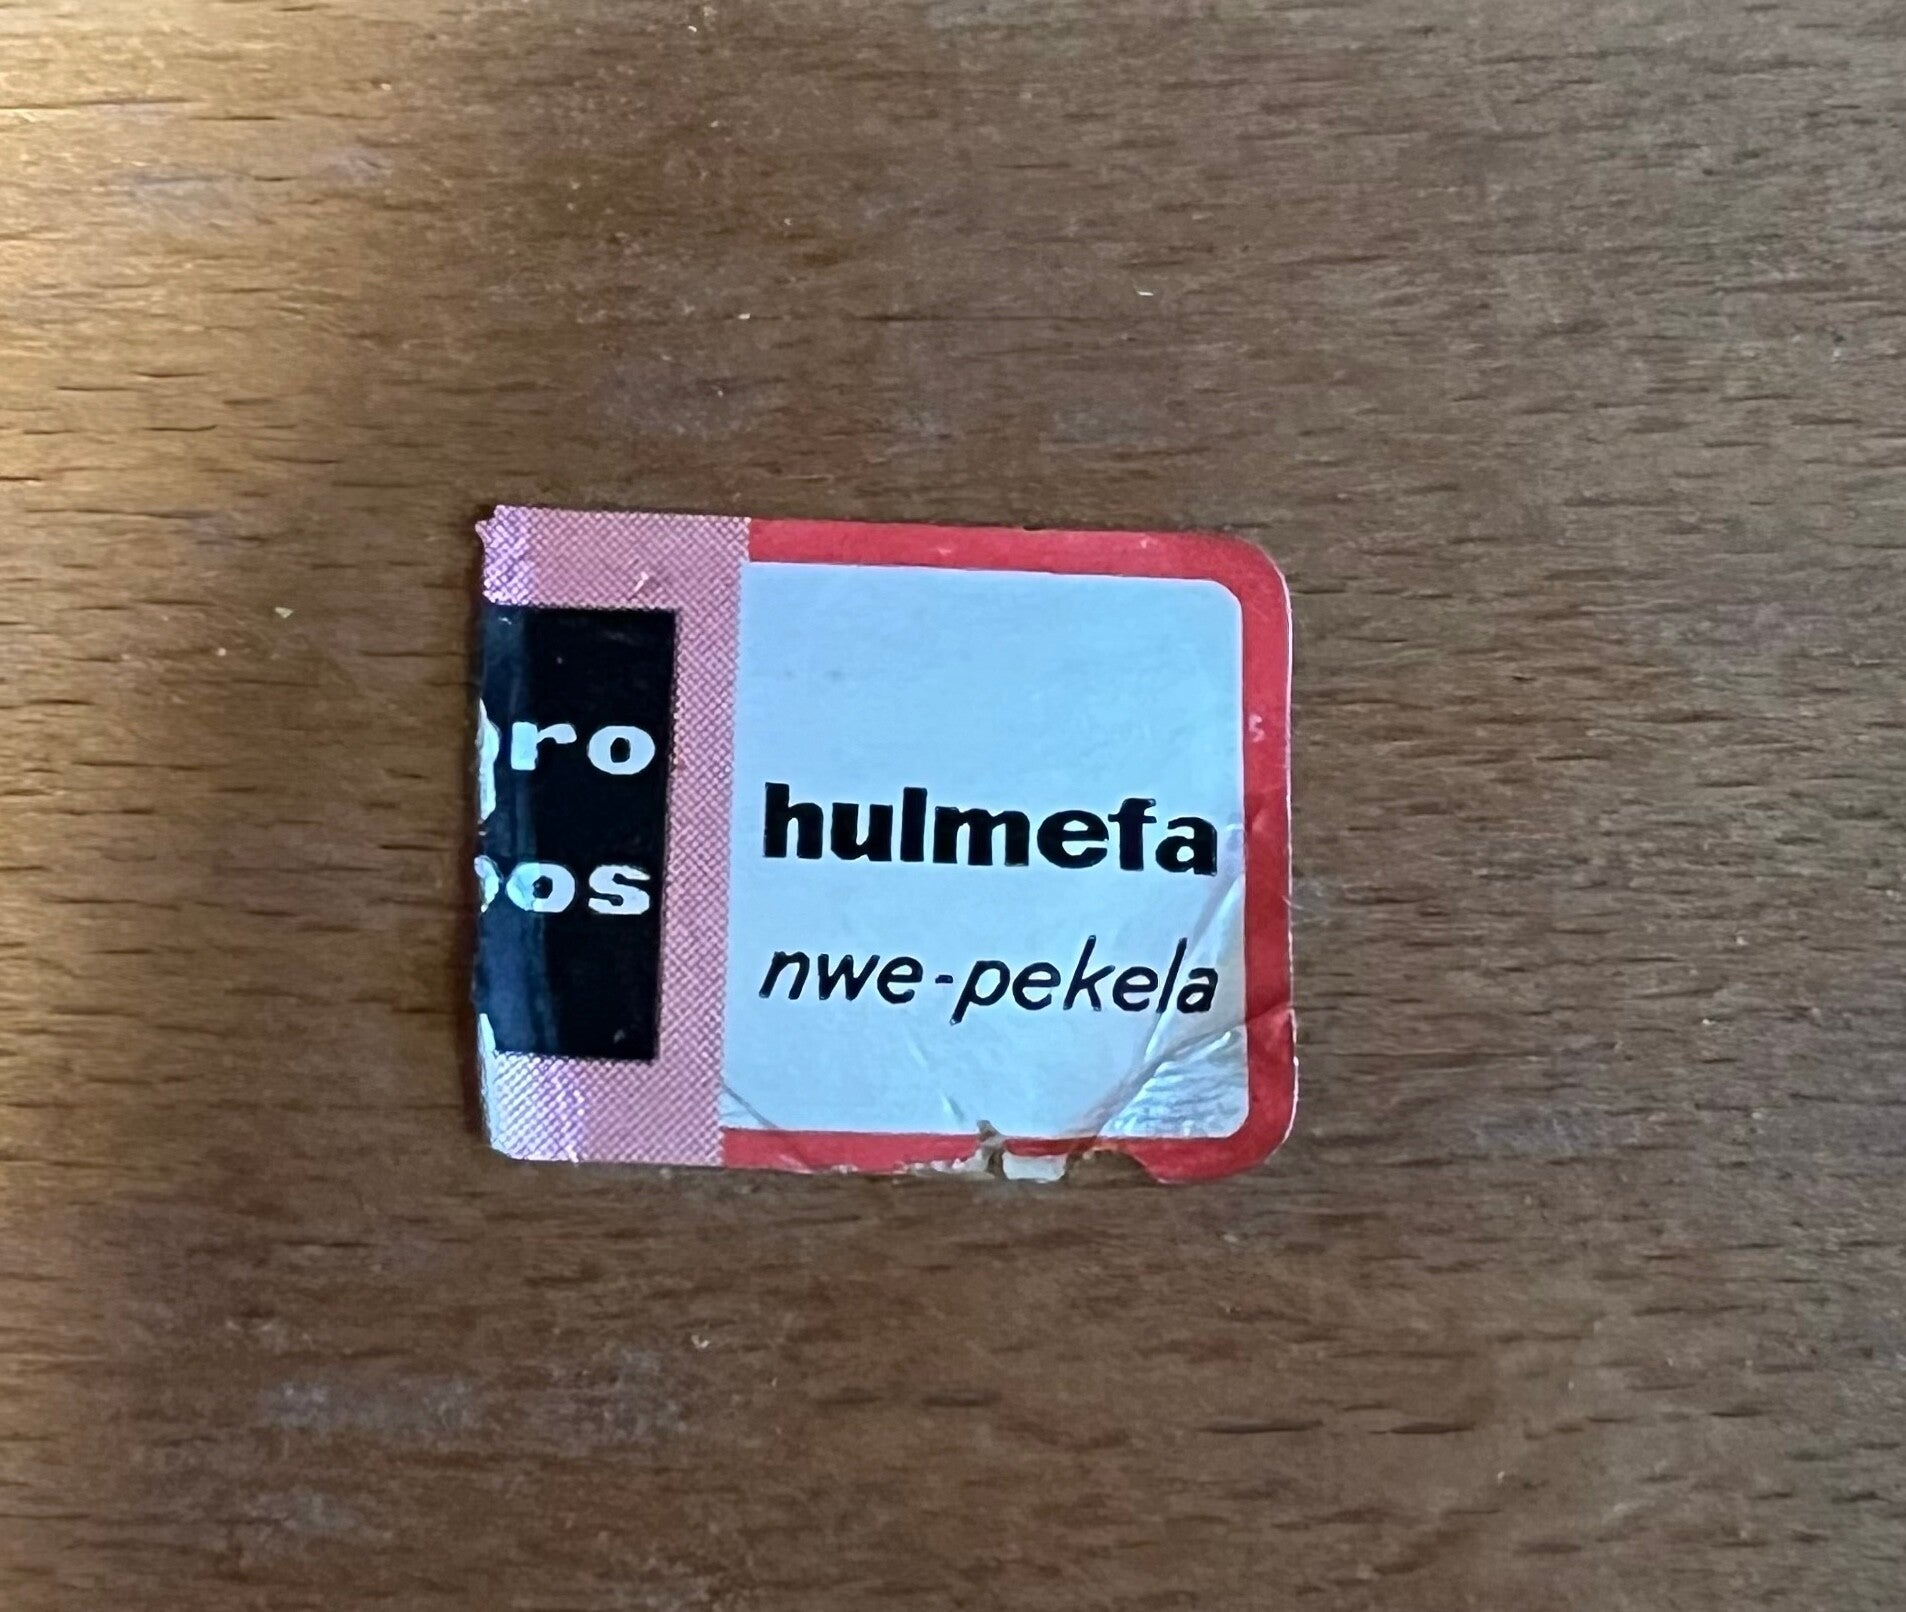 ro
os
hulmefa
nwe-pekela